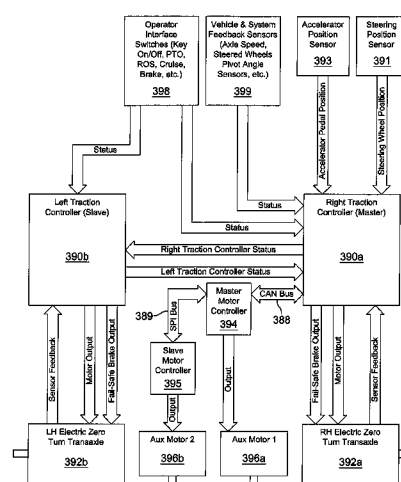 Operator
Interface
Switches (Key
On/Off, PTO,
ROS, Cruise,
Brake, etc.)
398
Vehicle & System
Feedback Sensors
(Axle Speed,
Steered Wheels
Pivot Angle
Sensors, etc.)
399
Accelerator
Position
Sensor
393
Steering
Position
Sensor
391
Status
Accelerator Pedal Position
Steering Wheel Position
Left Traction
Controller (Slave)
390b
Status
Status
Right Traction
Controller (Master)
390a
Right Traction Controller Status
Left Traction Controller Status
389
SPI Bus
Master
Motor
Controller
394
CAN Bus
388
Sensor Feedback
Motor Output
Fail-Safe Brake Output
Slave
Motor
Controller
395
Output
Output
Fail-Safe Brake Output
Motor Output
Sensor Feedback
LH Electric Zero
Turn Transaxle
392b
Aux Motor 2
396b
Aux Motor 1
396a
RH Electric Zero
Turn Transaxle
392a